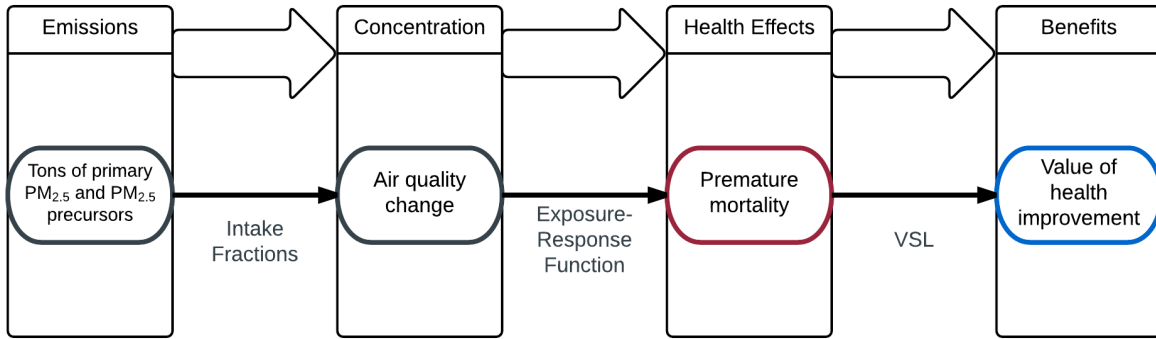 Emissions
Concentration
Health Effects
Benefits
Tons of primary
PM₂.₅ and PM₂.₅
precursors
Intake
Fractions
Air quality
change
Exposure-
Response
Function
Premature
mortality
VSL
Value of
health
improvement